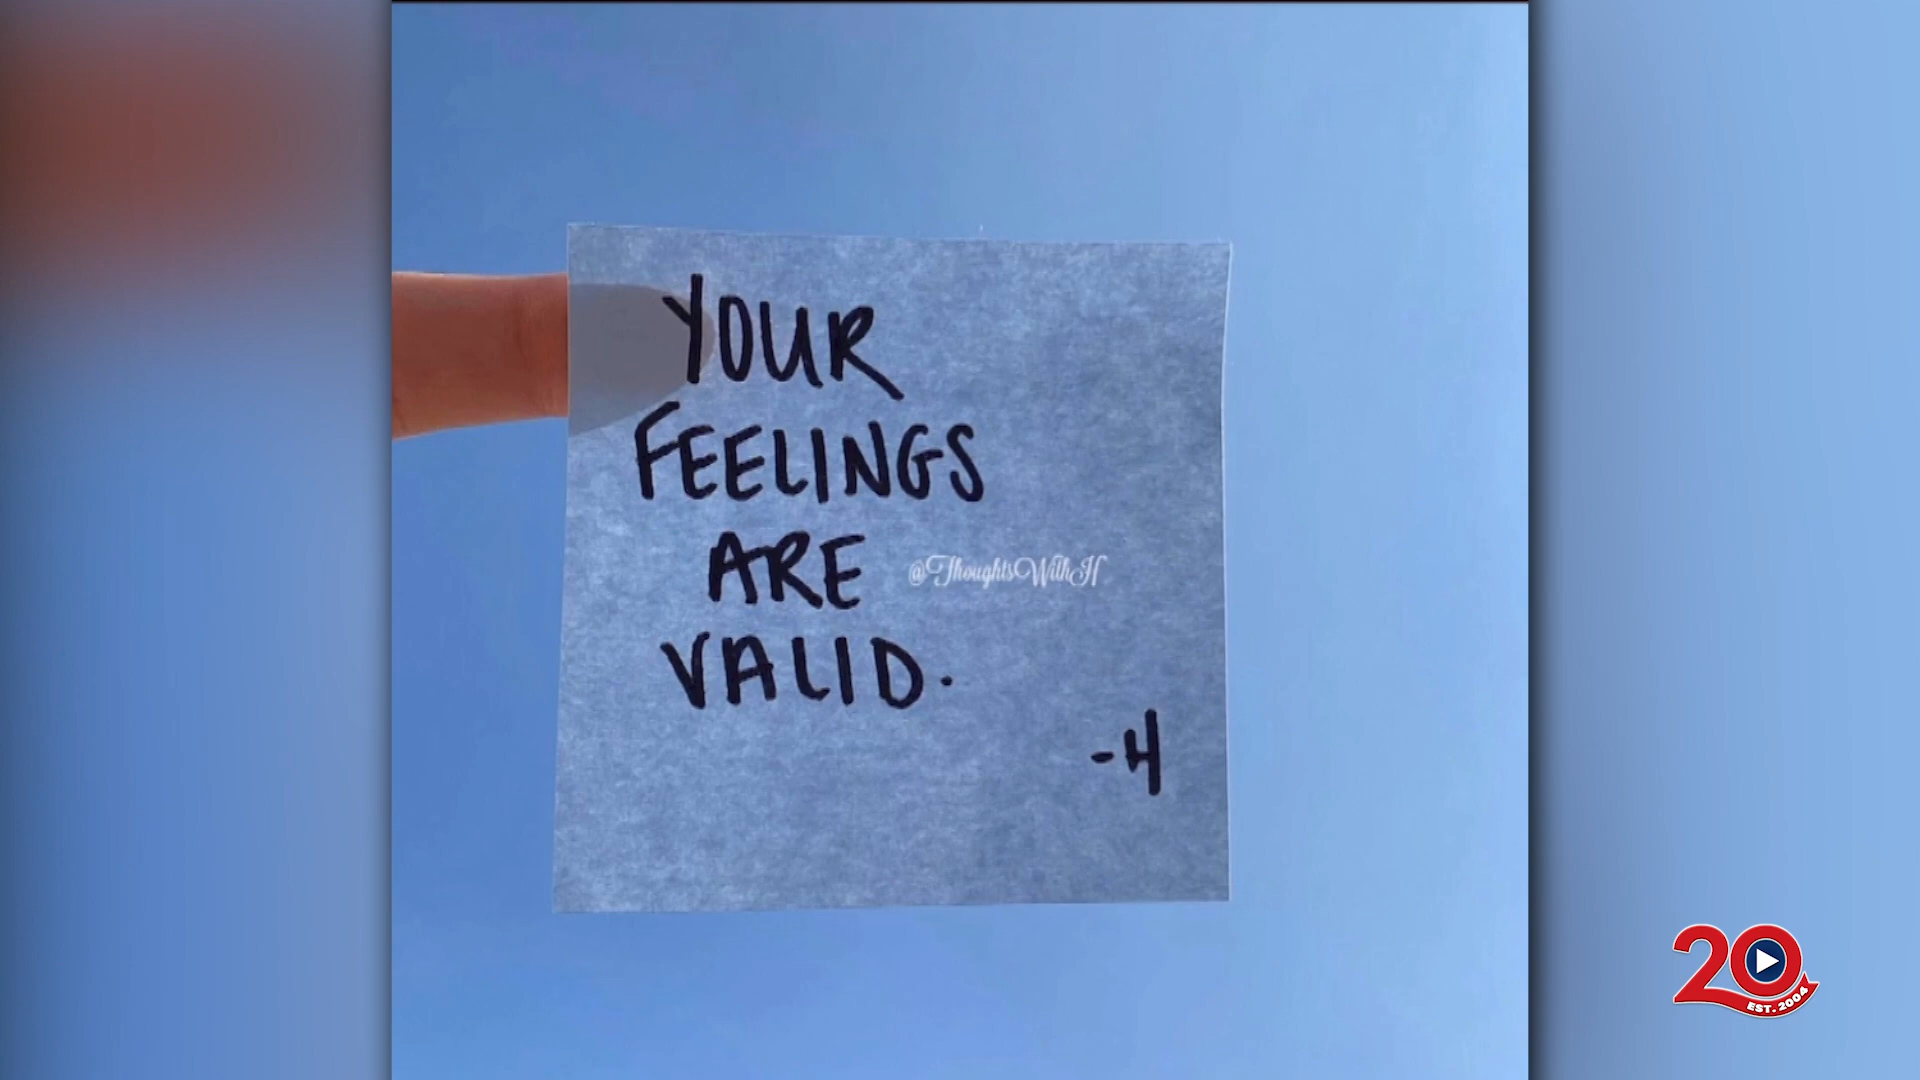 YOUR
FEELINGS
ARE
@ThoughtsWithH
VALID.
-H
20
EST. 2004